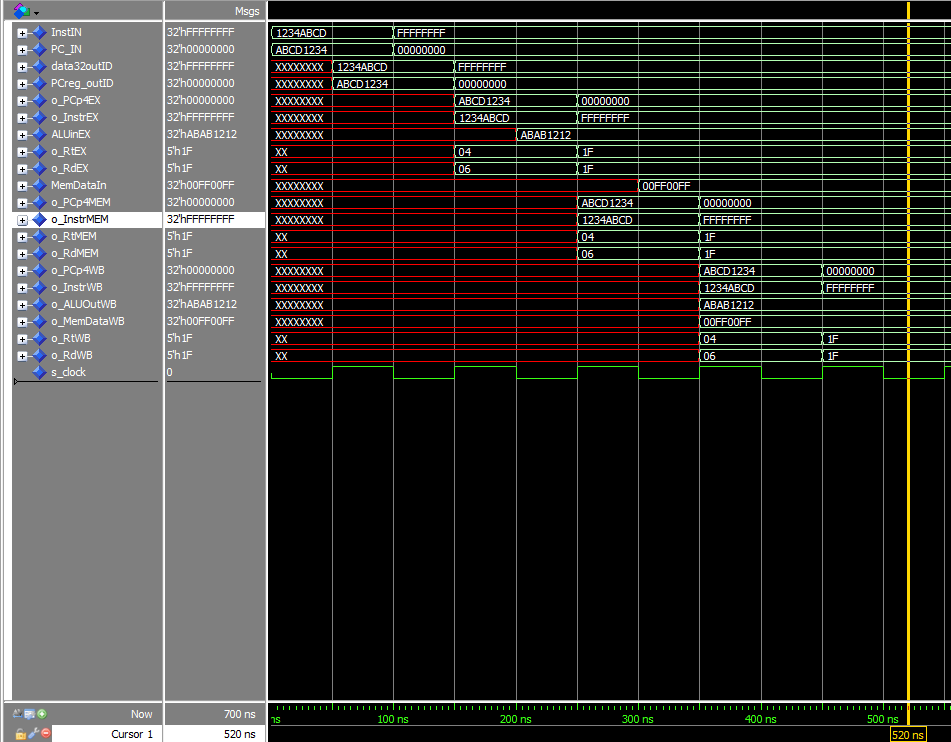 Msgs
InstIN 32'hFFFFFFFF 1234ABCD FFFFFFFF
PC_IN 32'h00000000 ABCD1234 00000000
data32outID 32'hFFFFFFFF XXXXXXXX 1234ABCD FFFFFFFF
PCreg_outID 32'h00000000 XXXXXXXX ABCD1234 00000000
o_PCp4EX 32'h00000000 XXXXXXXX ABCD1234 00000000
o_InstrEX 32'hFFFFFFFF XXXXXXXX 1234ABCD FFFFFFFF
ALUinEX 32'hABAB1212 XXXXXXXX ABAB1212
o_RtEX 5'h1F XX 04 1F
o_RdEX 5'h1F XX 06 1F
MemDataIn 32'h00FF00FF XXXXXXXX 00FF00FF
o_PCp4MEM 32'h00000000 XXXXXXXX ABCD1234 00000000
o_InstrMEM 32'hFFFFFFFF XXXXXXXX 1234ABCD FFFFFFFF
o_RtMEM 5'h1F XX 04 1F
o_RdMEM 5'h1F XX 06 1F
o_PCp4WB 32'h00000000 XXXXXXXX ABCD1234 00000000
o_InstrWB 32'hFFFFFFFF XXXXXXXX 1234ABCD FFFFFFFF
o_ALUOutWB 32'hABAB1212 XXXXXXXX ABAB1212
o_MemDataWB 32'h00FF00FF XXXXXXXX 00FF00FF
o_RtWB 5'h1F XX 04 1F
o_RdWB 5'h1F XX 06 1F
s_clock 0
Now 700 ns ns 100 ns 200 ns 300 ns 400 ns 500 ns
Cursor 1 520 ns 520 ns